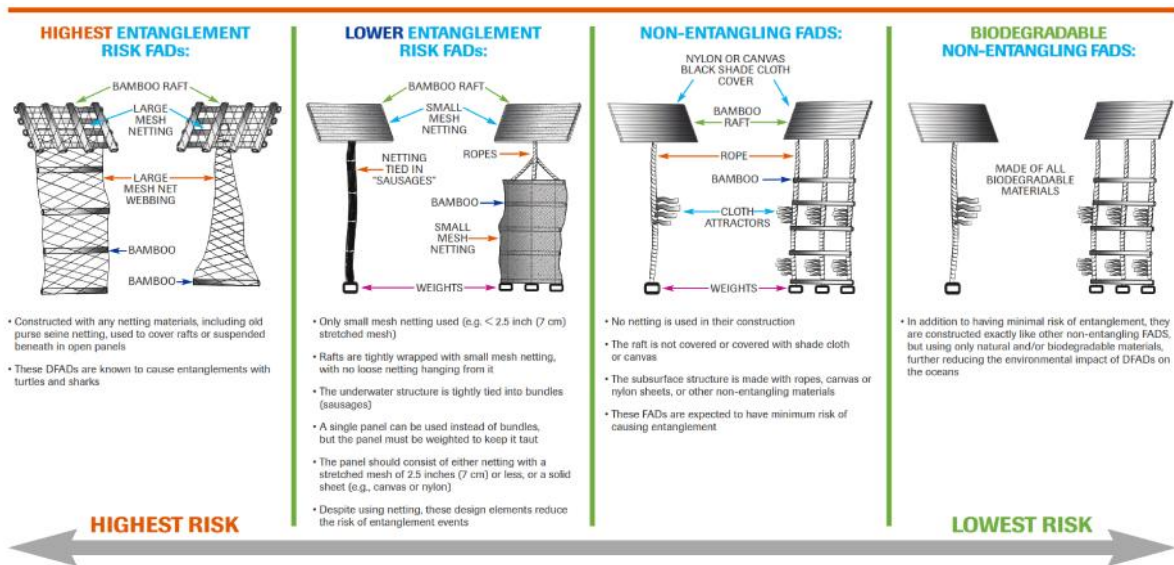 HIGHEST ENTANGLEMENT
RISK FADs:
BAMBOO RAFT
LARGE
MESH
NETTING
LARGE
MESH NET
WEBBING
BAMBOO
BAMBOO
• Constructed with any netting materials, including old
purse seine netting, used to cover rafts or suspended
beneath in open panels
• These DFADs are known to cause entanglements with
turtles and sharks
LOWER ENTANGLEMENT
RISK FADs:
BAMBOO RAFT
SMALL
MESH
NETTING
ROPES
NETTING
TIED IN
"SAUSAGES"
BAMBOO
SMALL
MESH
NETTING
WEIGHTS
• Only small mesh netting used (e.g. < 2.5 inch (7 cm)
stretched mesh)
• Rafts are tightly wrapped with small mesh netting,
with no loose netting hanging from it
• The underwater structure is tightly tied into bundles
(sausages)
• A single panel can be used instead of bundles,
but the panel must be weighted to keep it taut
• The panel should consist of either netting with a
stretched mesh of 2.5 inches (7 cm) or less, or a solid
sheet (e.g., canvas or nylon)
• Despite using netting, these design elements reduce
the risk of entanglement events
NON-ENTANGLING FADS:
NYLON OR CANVAS
BLACK SHADE CLOTH
COVER
BAMBOO
RAFT
ROPE
BAMBOO
CLOTH
ATTRACTORS
WEIGHTS
• No netting is used in their construction
• The raft is not covered or covered with shade cloth
or canvas
• The subsurface structure is made with ropes, canvas or
nylon sheets, or other non-entangling materials
• These FADs are expected to have minimum risk of
causing entanglement
BIODEGRADABLE
NON-ENTANGLING FADS:
MADE OF ALL
BIODEGRADABLE
MATERIALS
• In addition to having minimal risk of entanglement, they
are constructed exactly like other non-entangling FADS,
but using only natural and/or biodegradable materials,
further reducing the environmental impact of DFADs on
the oceans
HIGHEST RISK
LOWEST RISK